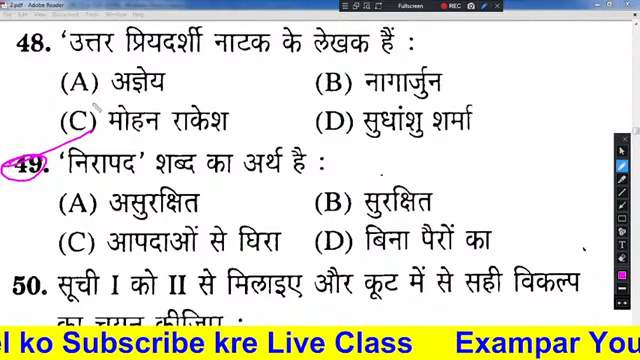 2.pdf - Adobe Reader
Fullscreen
REC
48. 'उत्तर प्रियदर्शी नाटक के लेखक हैं :
(A) अज्ञेय (B) नागार्जुन
(C) मोहन राकेश (D) सुधांशु शर्मा
49. 'निरापद' शब्द का अर्थ है :
(A) असुरक्षित (B) सुरक्षित
(C) आपदाओं से घिरा (D) बिना पैरों का
50. सूची I को II से मिलाइए और कूट में से सही विकल्प
का चयन कीजिए :
el ko Subscribe kre Live Class Exampar You